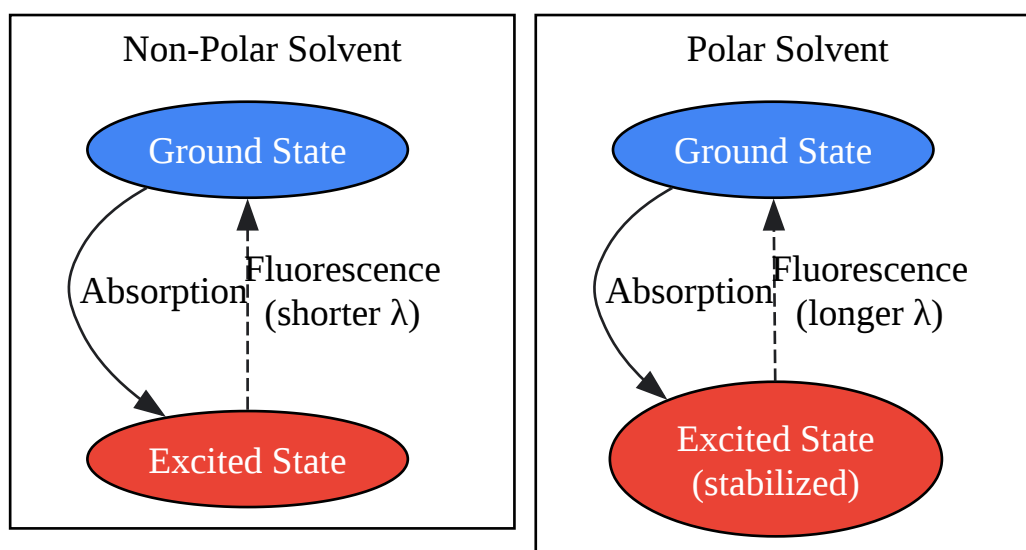 Non-Polar Solvent
Ground State
Absorption
Fluorescence
(shorter λ)
Excited State
Polar Solvent
Ground State
Absorption
Fluorescence
(longer λ)
Excited State
(stabilized)